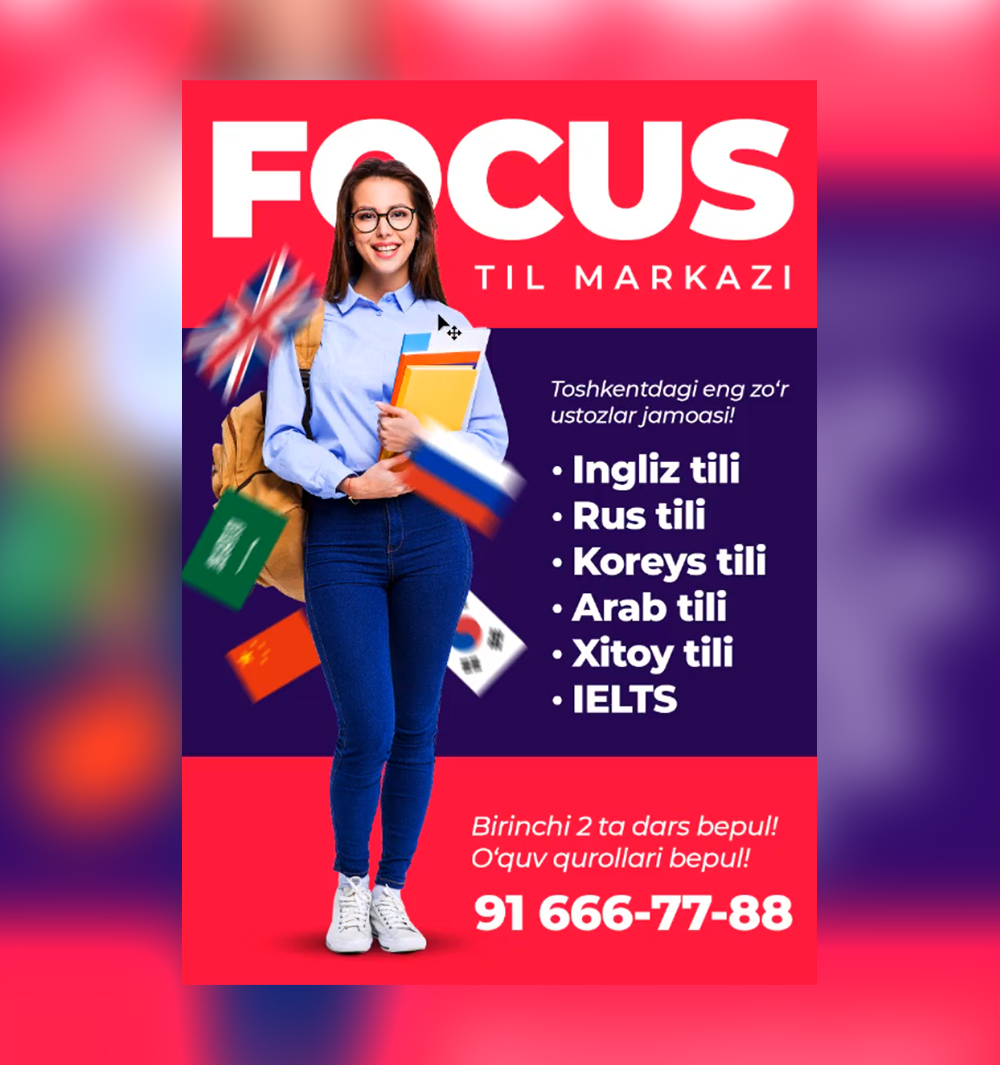 FOCUS
TIL MARKAZI
Toshkentdagi eng zo‘r
ustozlar jamoasi!
• Ingliz tili
• Rus tili
• Koreys tili
• Arab tili
• Xitoy tili
• IELTS
Birinchi 2 ta dars bepul!
O‘quv qurollari bepul!
91 666-77-88